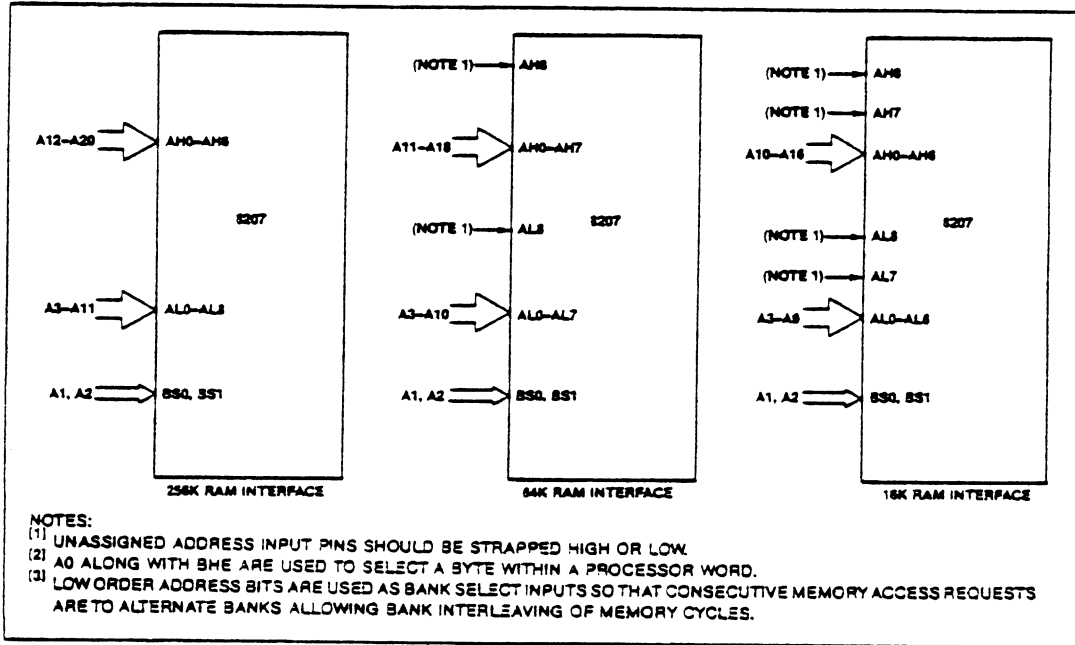 (NOTE 1) AH8
(NOTE 1) AH8
(NOTE 1) AH7
A12–A20 AH0–AH8
A11–A18 AH0–AH7
A10–A16 AH0–AH6
8207
(NOTE 1) AL8 8207
(NOTE 1) AL8 8207
(NOTE 1) AL7
A3–A11 AL0–AL8
A3–A10 AL0–AL7
A3–A9 AL0–AL6
A1, A2 BS0, BS1
A1, A2 BS0, BS1
A1, A2 BS0, BS1
256K RAM INTERFACE
64K RAM INTERFACE
16K RAM INTERFACE
NOTES:
[1] UNASSIGNED ADDRESS INPUT PINS SHOULD BE STRAPPED HIGH OR LOW.
[2] A0 ALONG WITH BHE ARE USED TO SELECT A BYTE WITHIN A PROCESSOR WORD.
[3] LOW ORDER ADDRESS BITS ARE USED AS BANK SELECT INPUTS SO THAT CONSECUTIVE MEMORY ACCESS REQUESTS
ARE TO ALTERNATE BANKS ALLOWING BANK INTERLEAVING OF MEMORY CYCLES.